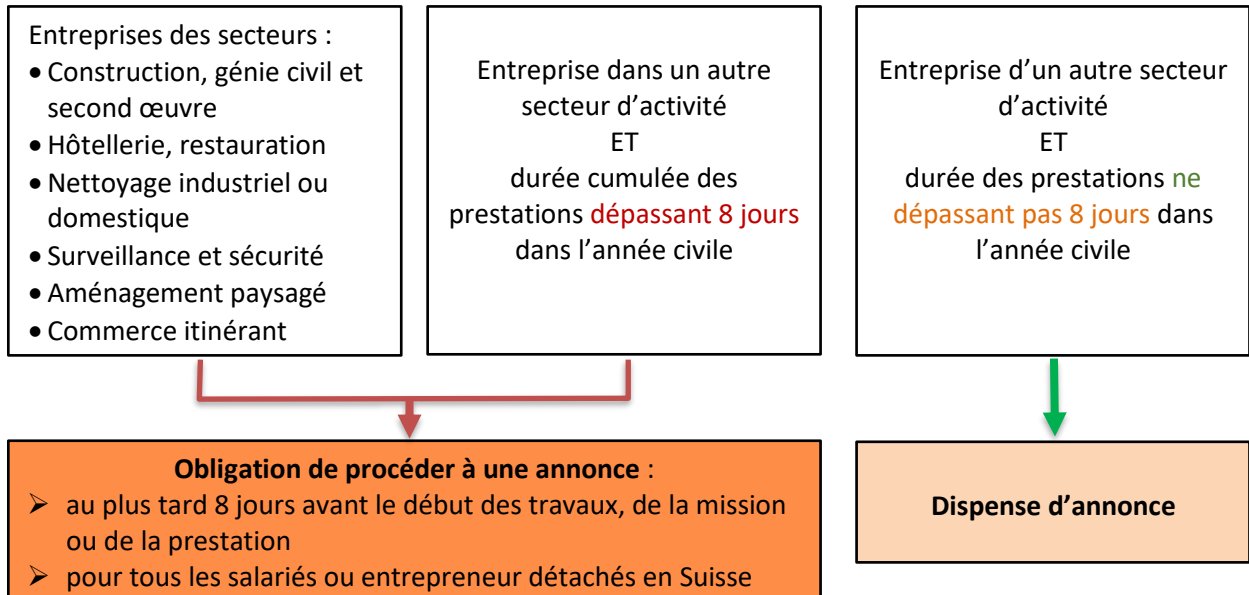 Entreprises des secteurs :
• Construction, génie civil et
second œuvre
• Hôtellerie, restauration
• Nettoyage industriel ou
domestique
• Surveillance et sécurité
• Aménagement paysagé
• Commerce itinérant
Entreprise dans un autre
secteur d’activité
ET
durée cumulée des
prestations dépassant 8 jours
dans l’année civile
Entreprise d’un autre secteur
d’activité
ET
durée des prestations ne
dépassant pas 8 jours dans
l’année civile
Obligation de procéder à une annonce :
➢ au plus tard 8 jours avant le début des travaux, de la mission
ou de la prestation
➢ pour tous les salariés ou entrepreneur détachés en Suisse
Dispense d’annonce